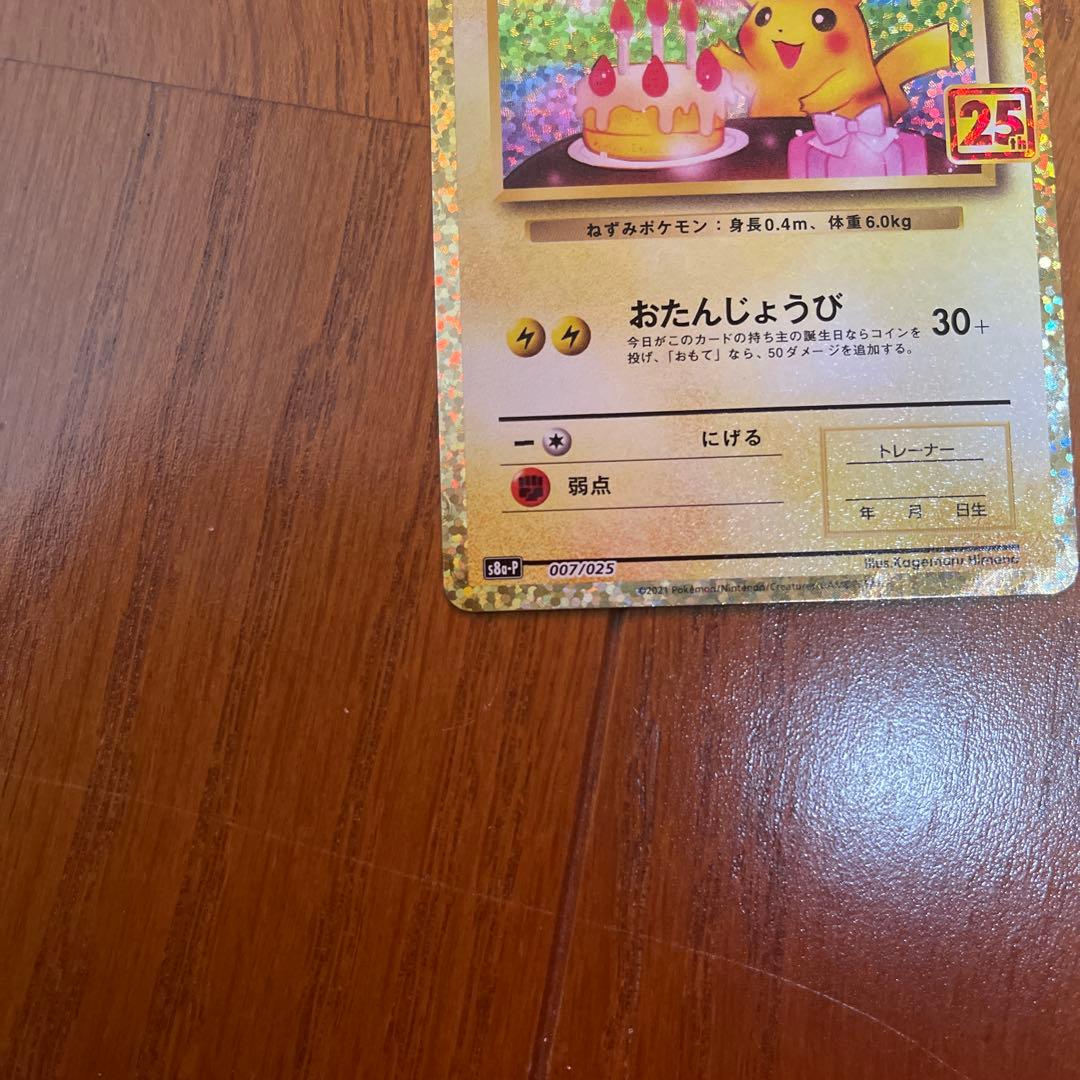 25th
ねずみポケモン：身長0.4m、体重6.0kg
おたんじょうび 30+
今日がこのカードの持ち主の誕生日ならコインを
投げ、「おもて」なら、50ダメージを追加する。
にげる
弱点
トレーナー
年 月 日生
s8a-P 007/025
Illus.Kagemaru Himeno
©2021 Pokémon/Nintendo/Creatures/GAME